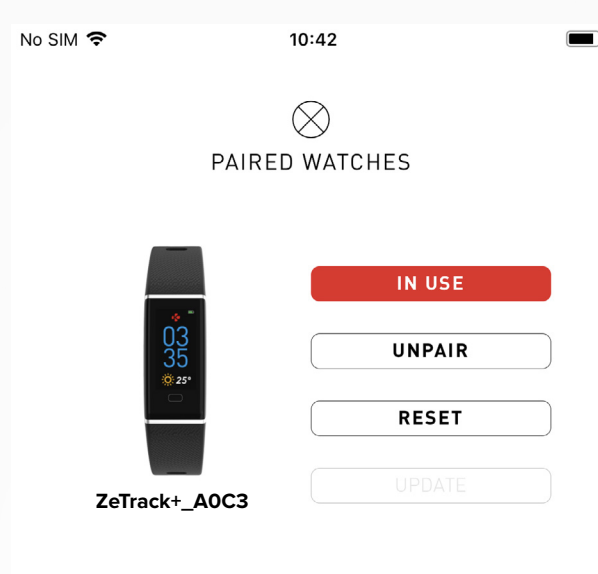 No SIM
10:42
PAIRED WATCHES
IN USE
03
35
25°
UNPAIR
RESET
UPDATE
ZeTrack+_A0C3